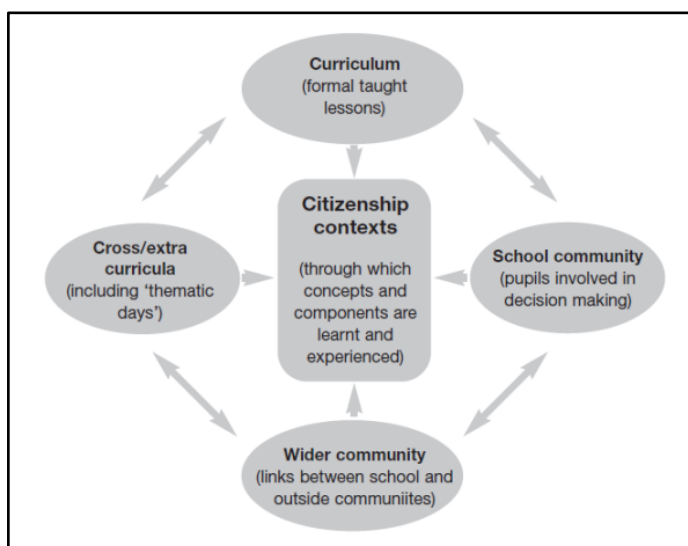 Curriculum
(formal taught
lessons)
Citizenship
contexts
(through which
concepts and
components are
learnt and
experienced)
Cross/extra
curricula
(including ‘thematic
days’)
School community
(pupils involved in
decision making)
Wider community
(links between school and
outside communiites)